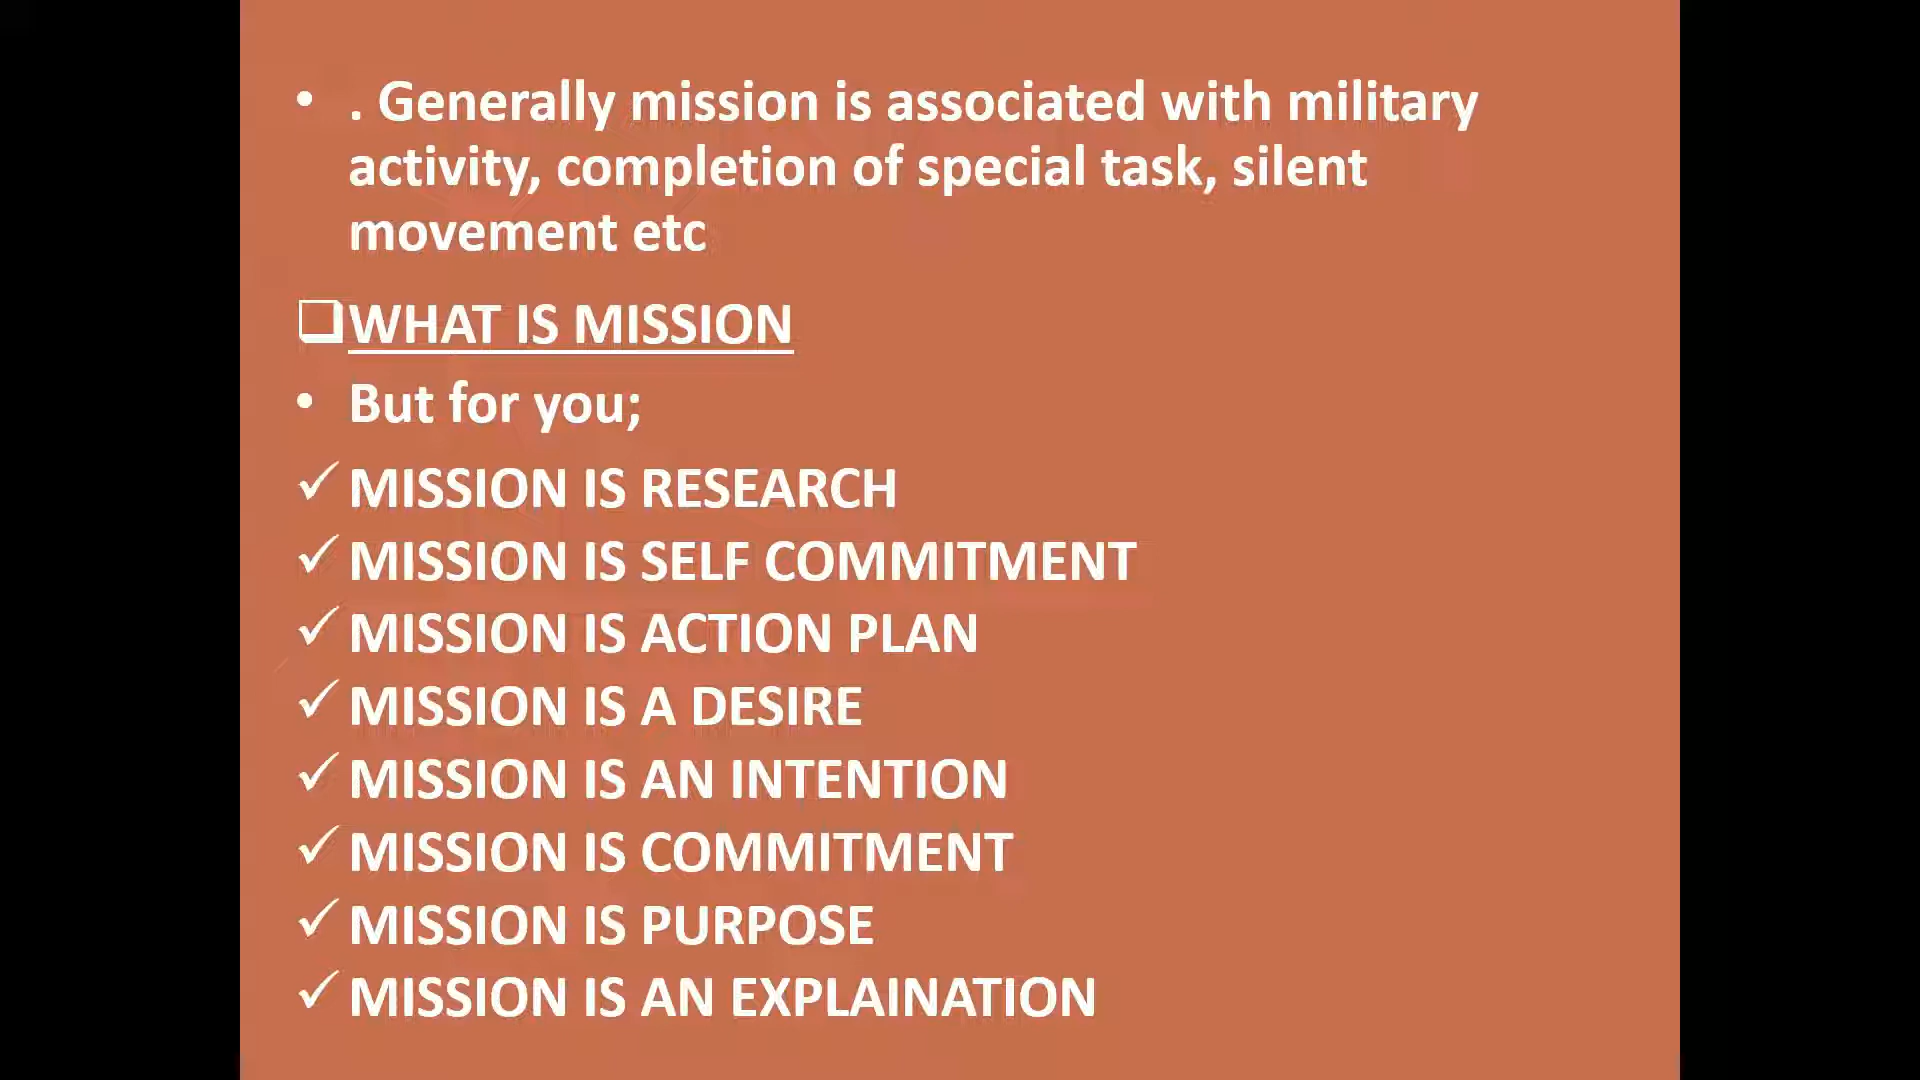 • . Generally mission is associated with military
activity, completion of special task, silent
movement etc
❑WHAT IS MISSION
• But for you;
✓MISSION IS RESEARCH
✓MISSION IS SELF COMMITMENT
✓MISSION IS ACTION PLAN
✓MISSION IS A DESIRE
✓MISSION IS AN INTENTION
✓MISSION IS COMMITMENT
✓MISSION IS PURPOSE
✓MISSION IS AN EXPLAINATION